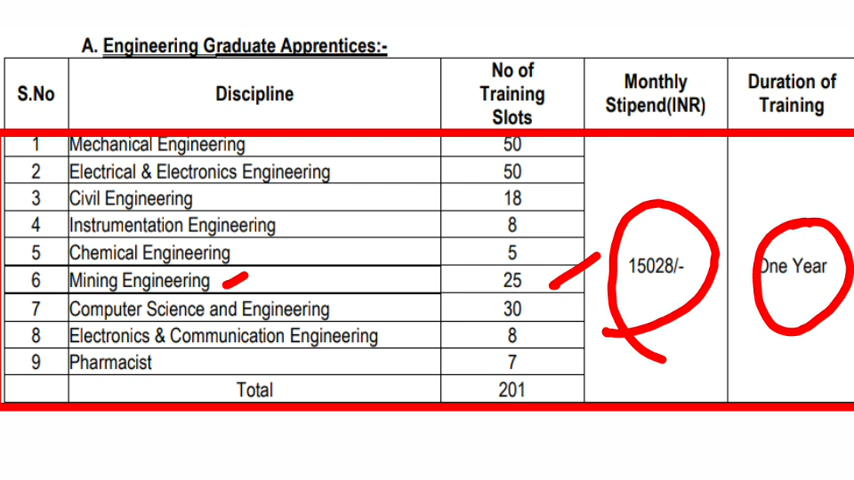 A. Engineering Graduate Apprentices:-
S.No Discipline No of Training Slots Monthly Stipend(INR) Duration of Training
1 Mechanical Engineering 50
2 Electrical & Electronics Engineering 50
3 Civil Engineering 18
4 Instrumentation Engineering 8
5 Chemical Engineering 5
6 Mining Engineering 25
15028/- One Year
7 Computer Science and Engineering 30
8 Electronics & Communication Engineering 8
9 Pharmacist 7
Total 201